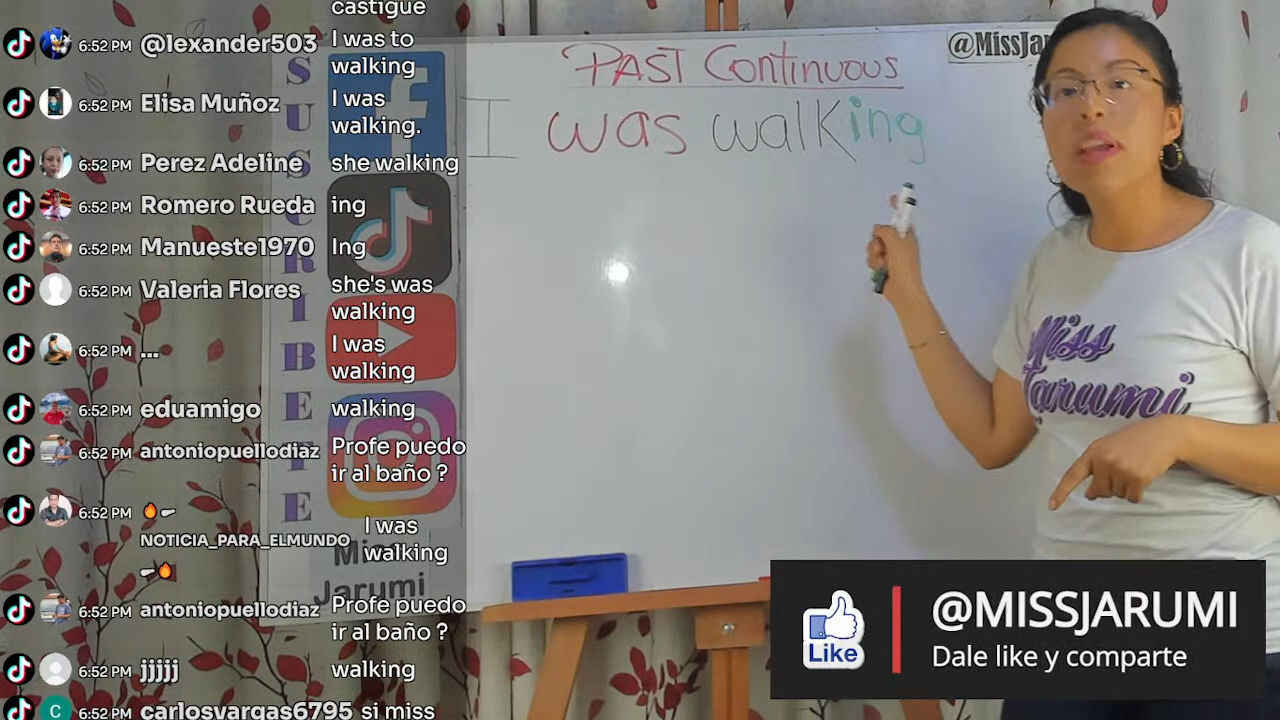 castigue
6:52 PM @lexander503 I was to
walking
6:52 PM Elisa Muñoz I was
walking.
6:52 PM Perez Adeline she walking
6:52 PM Romero Rueda ing
6:52 PM Manueste1970 Ing
6:52 PM Valeria Flores she's was
walking
6:52 PM ... I was
walking
6:52 PM eduamigo walking
6:52 PM antoniopuellodiaz Profe puedo
ir al baño ?
6:52 PM
NOTICIA_PARA_ELMUNDO I was
walking
6:52 PM antoniopuellodiaz Profe puedo
ir al baño ?
6:52 PM jjjjj walking
C 6:52 PM carlosvargas6795 si miss
SUSCRIBETE
Miss
Jarumi
PAST Continuous
I was walking
@MissJar
Miss
Jarumi
Like
@MISSJARUMI
Dale like y comparte